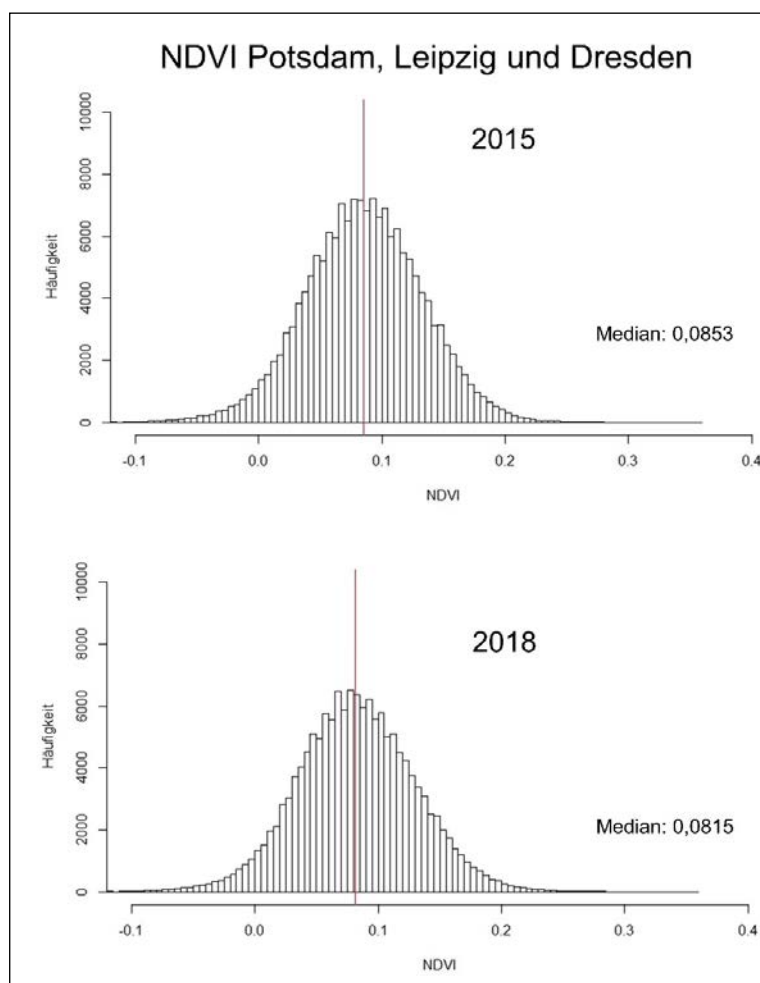 NDVI Potsdam, Leipzig und Dresden
2015
10000
8000
6000
4000
2000
0
Häufigkeit
Median: 0,0853
-0.1 0.0 0.1 0.2 0.3 0.4
NDVI
2018
10000
8000
6000
4000
2000
0
Häufigkeit
Median: 0,0815
-0.1 0.0 0.1 0.2 0.3 0.4
NDVI